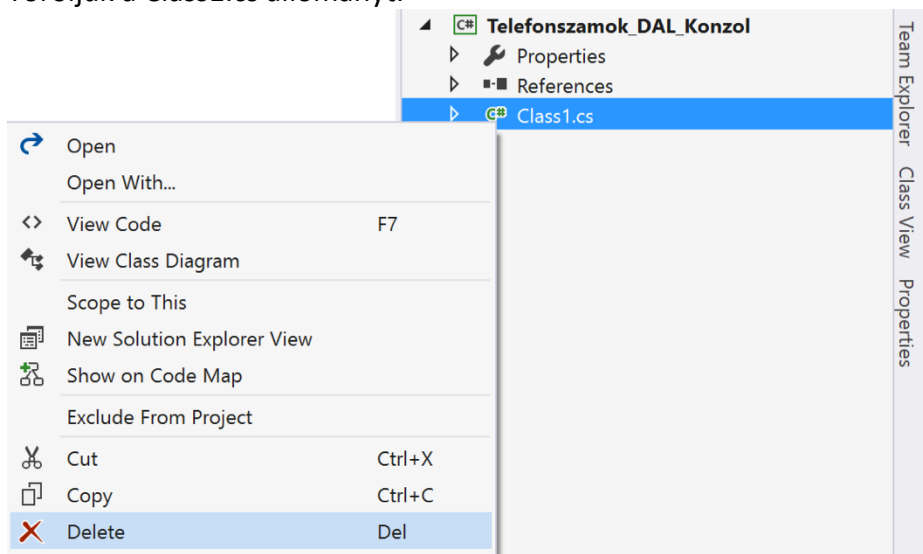 Töröljük a Class1.cs állományt.
Telefonszamok_DAL_Konzol
Properties
References
Class1.cs
Open
Open With...
View Code F7
View Class Diagram
Scope to This
New Solution Explorer View
Show on Code Map
Exclude From Project
Cut Ctrl+X
Copy Ctrl+C
Delete Del
Team Explorer
Class View
Properties